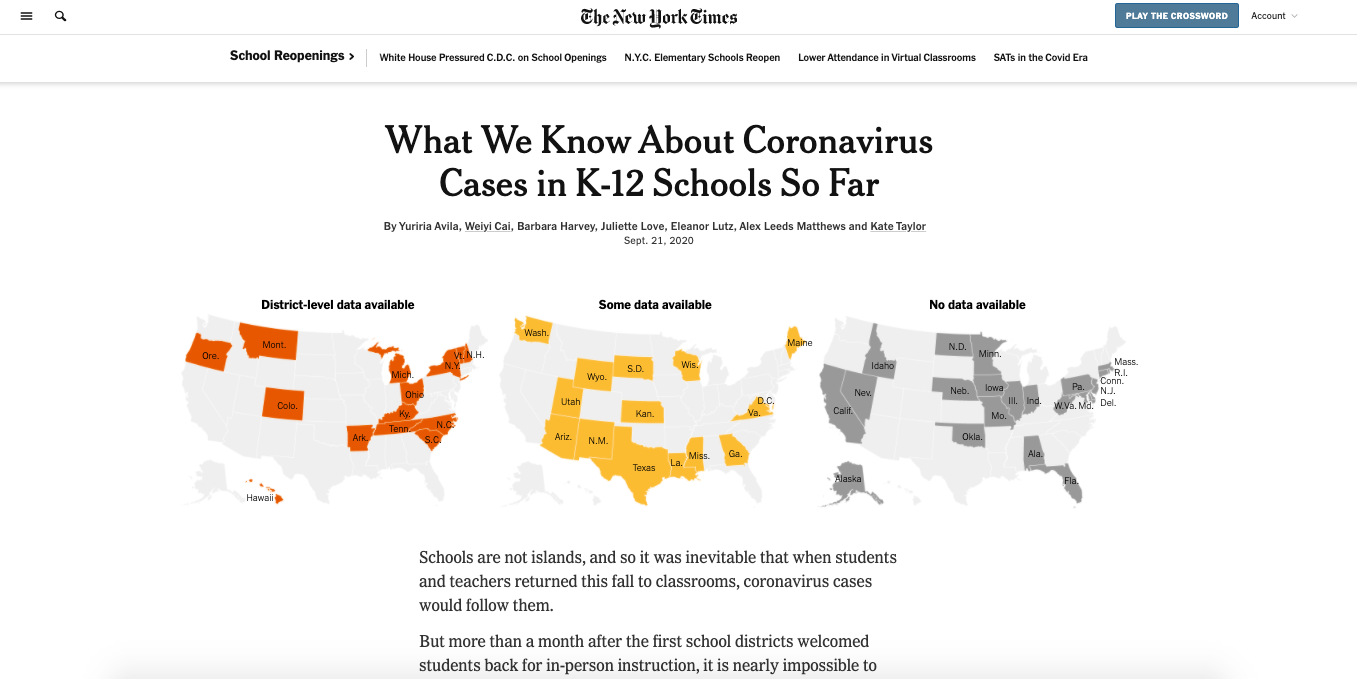 The New York Times
PLAY THE CROSSWORD
Account
School Reopenings >
White House Pressured C.D.C. on School Openings
N.Y.C. Elementary Schools Reopen
Lower Attendance in Virtual Classrooms
SATs in the Covid Era
What We Know About Coronavirus
Cases in K-12 Schools So Far
By Yuriria Avila, Weiyi Cai, Barbara Harvey, Juliette Love, Eleanor Lutz, Alex Leeds Matthews and Kate Taylor
Sept. 21, 2020
District-level data available
Ore.
Mont.
Vt.
N.H.
N.Y.
Mich.
Ohio
Colo.
Ky.
N.C.
Tenn.
Ark.
S.C.
Hawaii
Some data available
Wash.
Maine
Wis.
S.D.
Wyo.
Utah
D.C.
Va.
Kan.
Ariz.
N.M.
Miss.
Ga.
La.
Texas
No data available
N.D.
Minn.
Idaho
Mass.
R.I.
Conn.
N.J.
Del.
Pa.
Iowa
Neb.
Nev.
Ill.
Ind.
W.Va.
Md.
Calif.
Mo.
Okla.
Ala.
Alaska
Fla.
Schools are not islands, and so it was inevitable that when students
and teachers returned this fall to classrooms, coronavirus cases
would follow them.
But more than a month after the first school districts welcomed
students back for in-person instruction, it is nearly impossible to